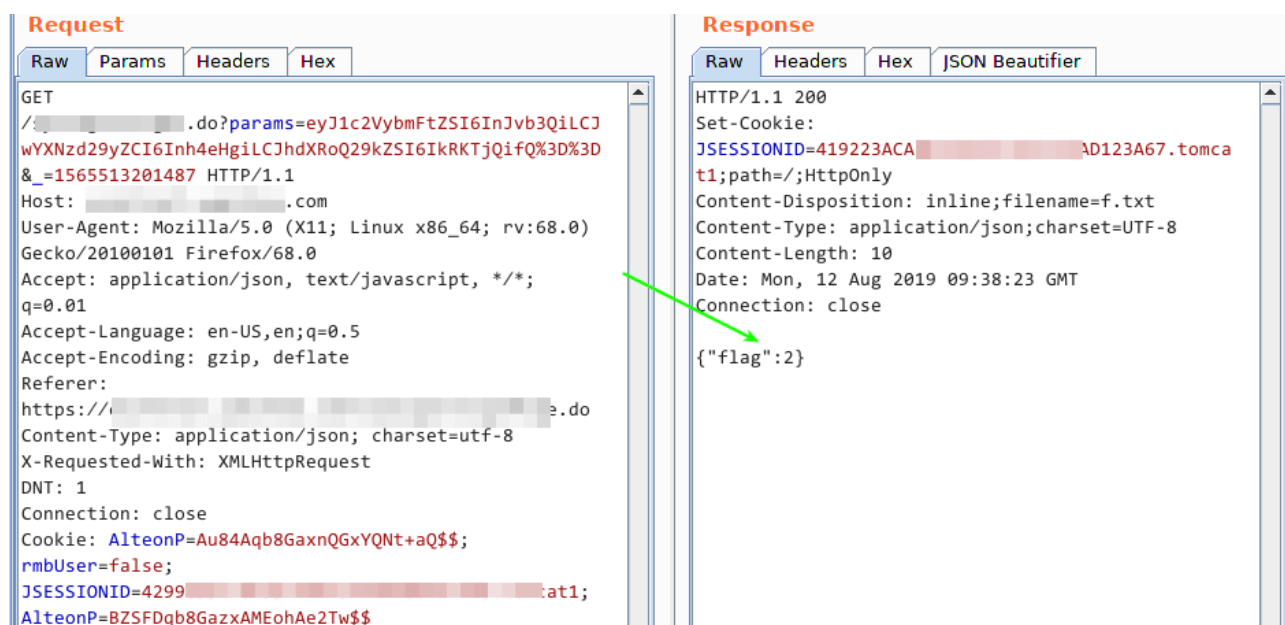 Request
Raw Params Headers Hex
GET
/ .do?params=eyJ1c2VybmFtZSI6InJvb3QiLCJ
wYXNzd29yZCI6Inh4eHgiLCJhdXRoQ29kZSI6IkRKTjQifQ%3D%3D
&_=1565513201487 HTTP/1.1
Host: .com
User-Agent: Mozilla/5.0 (X11; Linux x86_64; rv:68.0)
Gecko/20100101 Firefox/68.0
Accept: application/json, text/javascript, */*;
q=0.01
Accept-Language: en-US,en;q=0.5
Accept-Encoding: gzip, deflate
Referer:
https:// e.do
Content-Type: application/json; charset=utf-8
X-Requested-With: XMLHttpRequest
DNT: 1
Connection: close
Cookie: AlteonP=Au84Aqb8GaxnQGxYQNt+aQ$$;
rmbUser=false;
JSESSIONID=4299 at1;
AlteonP=BZSFDqb8GazxAMEohAe2Tw$$
Response
Raw Headers Hex JSON Beautifier
HTTP/1.1 200
Set-Cookie:
JSESSIONID=419223ACA AD123A67.tomca
t1;path=/;HttpOnly
Content-Disposition: inline;filename=f.txt
Content-Type: application/json;charset=UTF-8
Content-Length: 10
Date: Mon, 12 Aug 2019 09:38:23 GMT
Connection: close
{"flag":2}